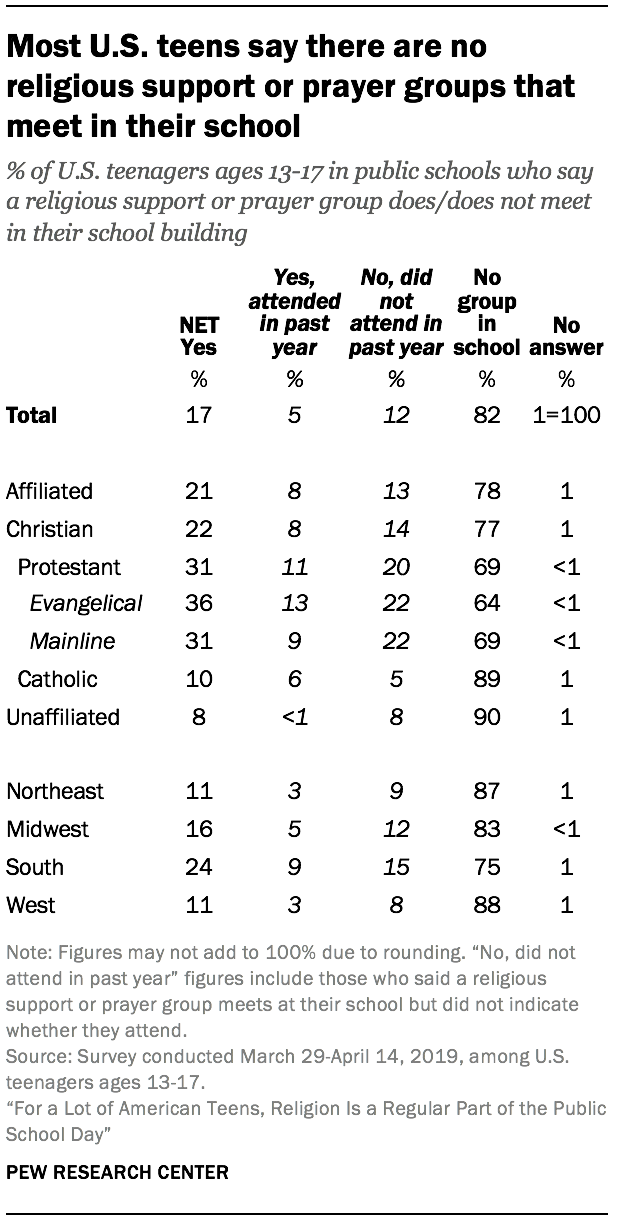 Most U.S. teens say there are no
religious support or prayer groups that
meet in their school
% of U.S. teenagers ages 13-17 in public schools who say
a religious support or prayer group does/does not meet
in their school building
NET Yes | Yes, attended in past year | No, did not attend in past year | No group in school | No answer
% % % % %
Total 17 5 12 82 1=100
Affiliated 21 8 13 78 1
Christian 22 8 14 77 1
Protestant 31 11 20 69 <1
Evangelical 36 13 22 64 <1
Mainline 31 9 22 69 <1
Catholic 10 6 5 89 1
Unaffiliated 8 <1 8 90 1
Northeast 11 3 9 87 1
Midwest 16 5 12 83 <1
South 24 9 15 75 1
West 11 3 8 88 1
Note: Figures may not add to 100% due to rounding. “No, did not
attend in past year” figures include those who said a religious
support or prayer group meets at their school but did not indicate
whether they attend.
Source: Survey conducted March 29-April 14, 2019, among U.S.
teenagers ages 13-17.
“For a Lot of American Teens, Religion Is a Regular Part of the Public
School Day”
PEW RESEARCH CENTER